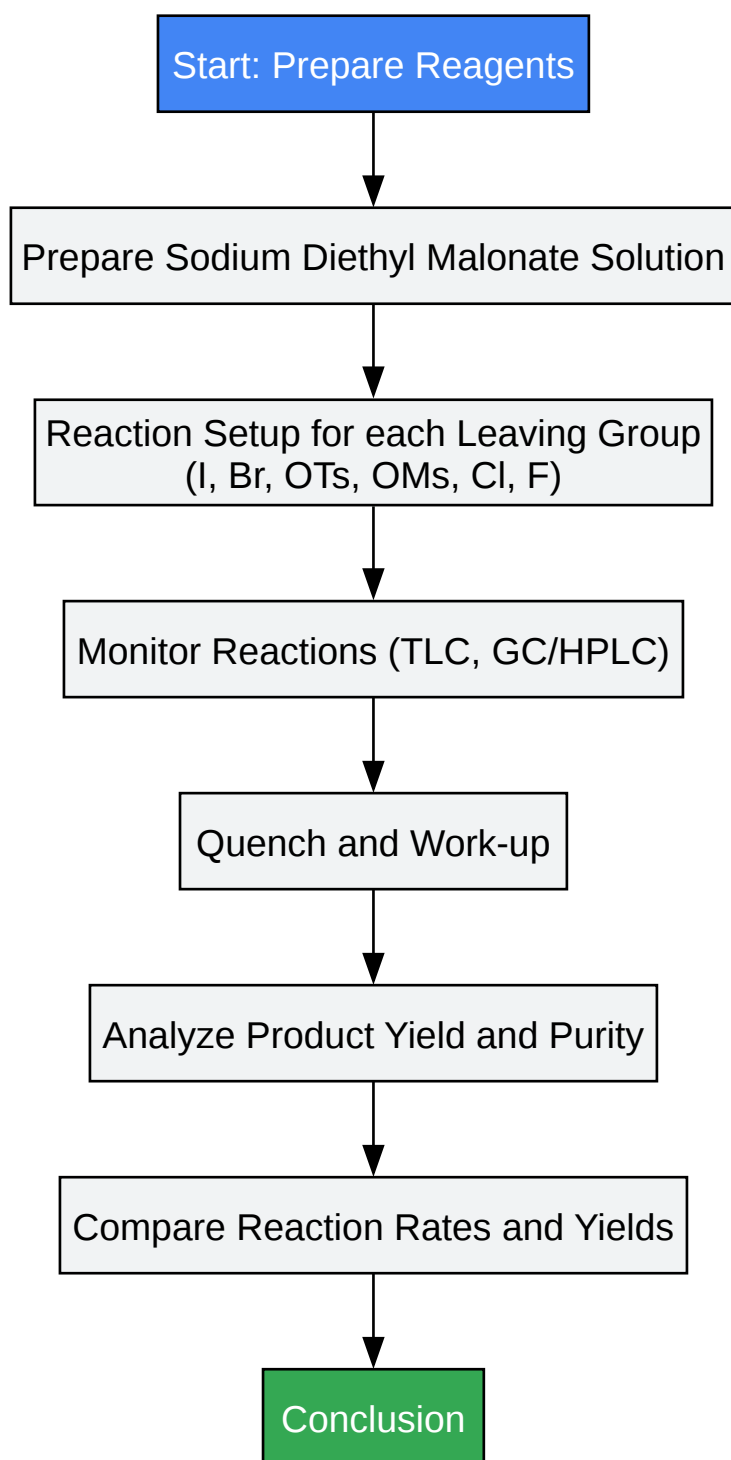 Start: Prepare Reagents
Prepare Sodium Diethyl Malonate Solution
Reaction Setup for each Leaving Group
(I, Br, OTs, OMs, Cl, F)
Monitor Reactions (TLC, GC/HPLC)
Quench and Work-up
Analyze Product Yield and Purity
Compare Reaction Rates and Yields
Conclusion